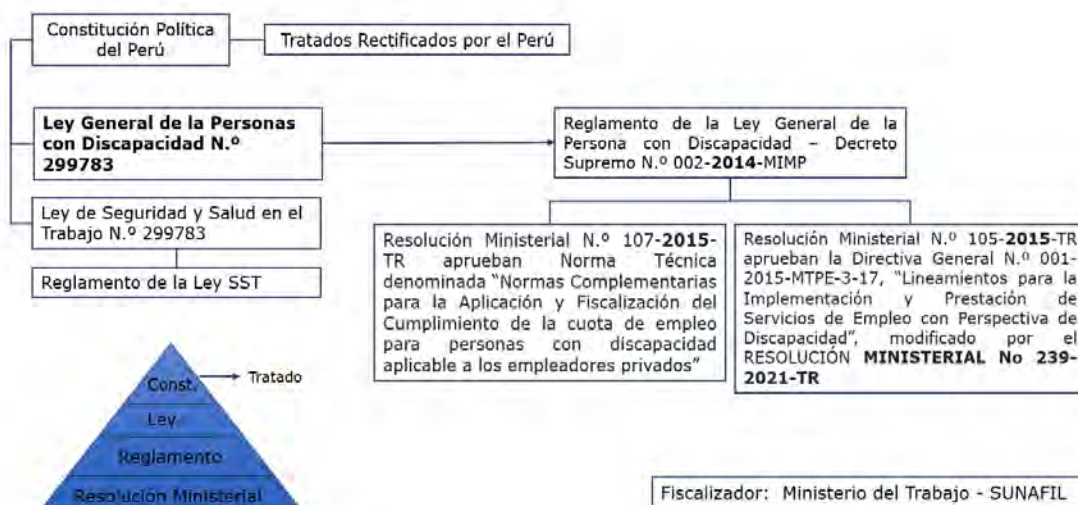 Constitución Política
del Perú
Tratados Rectificados por el Perú
Ley General de la Personas
con Discapacidad N.º
299783
Reglamento de la Ley General de la
Persona con Discapacidad – Decreto
Supremo N.º 002-2014-MIMP
Ley de Seguridad y Salud en el
Trabajo N.º 299783
Reglamento de la Ley SST
Resolución Ministerial N.º 107-2015-
TR aprueban Norma Técnica
denominada "Normas Complementarias
para la Aplicación y Fiscalización del
Cumplimiento de la cuota de empleo
para personas con discapacidad
aplicable a los empleadores privados"
Resolución Ministerial N.º 105-2015-TR
aprueban la Directiva General N.º 001-
2015-MTPE-3-17, "Lineamientos para la
Implementación y Prestación de
Servicios de Empleo con Perspectiva de
Discapacidad", modificado por el
RESOLUCIÓN MINISTERIAL No 239-
2021-TR
Const.
Tratado
Ley
Reglamento
Resolución Ministerial
Fiscalizador: Ministerio del Trabajo - SUNAFIL